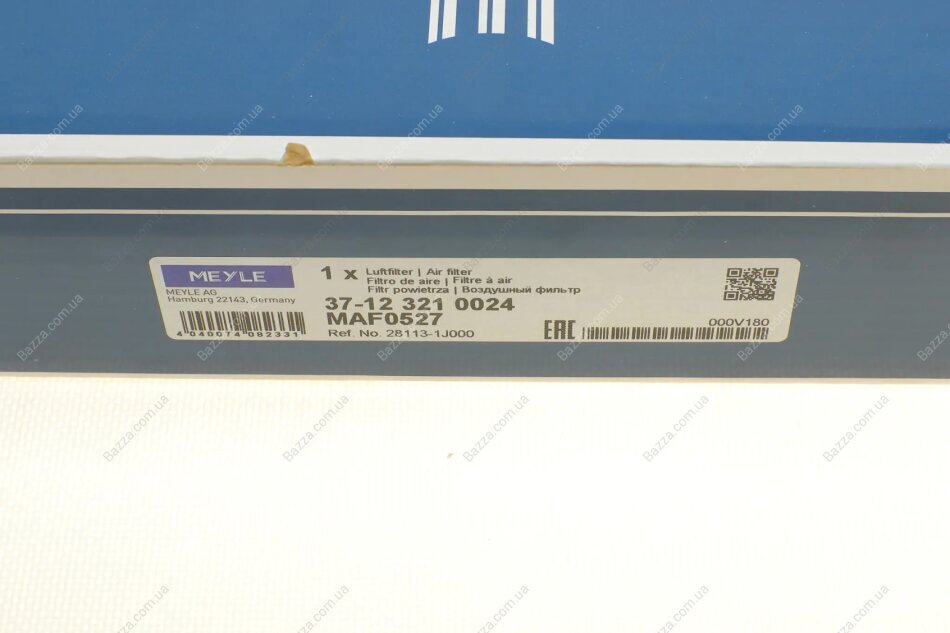 MEYLE
MEYLE AG
Hamburg 22143, Germany
4 040074 082331
1 x Luftfilter | Air filter
Filtro de aire | Filtre à air
Filtr powietrza | Воздушный фильтр
37-12 321 0024
MAF0527
Ref. No. 28113-1J000
EAC
000V180
Bazza.com.ua